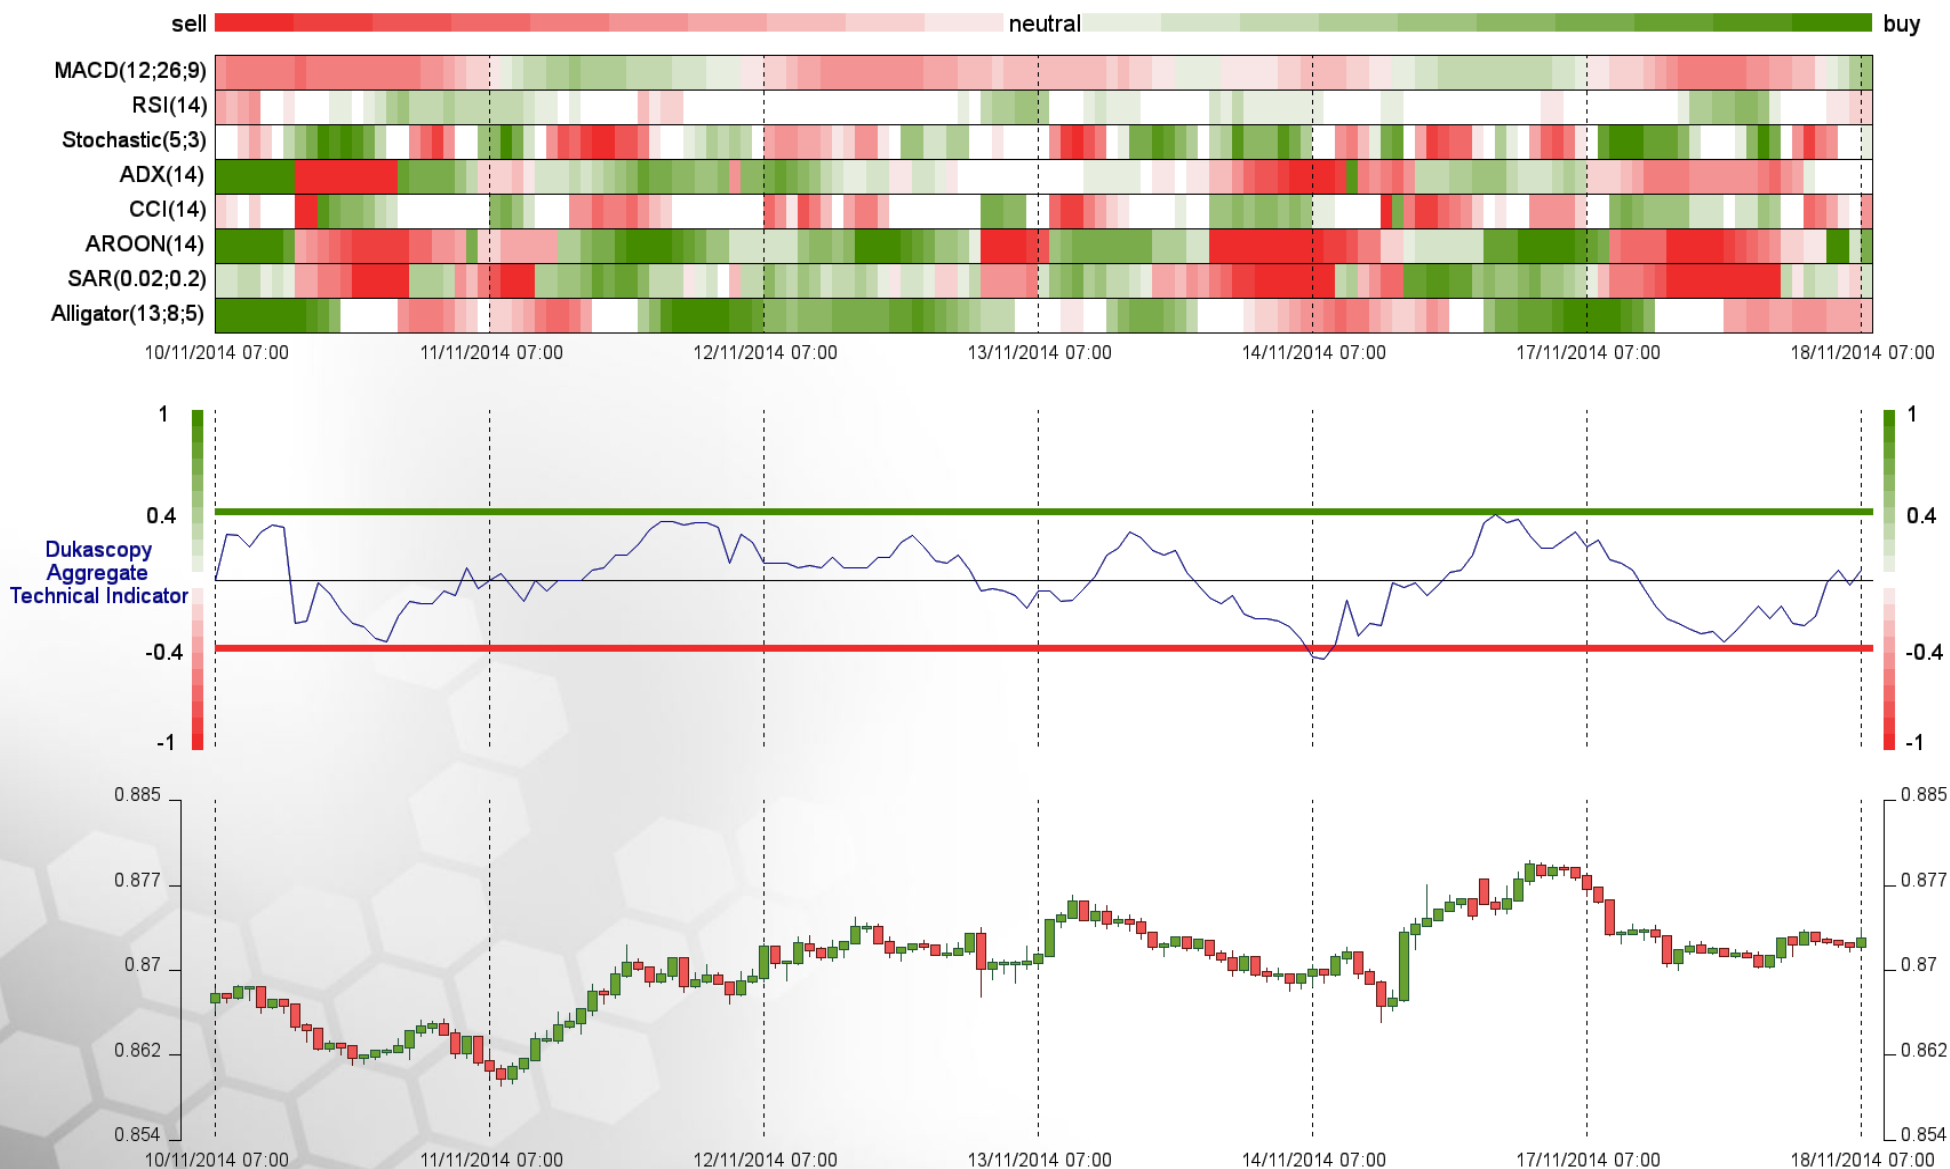 sell neutral buy
MACD(12;26;9)
RSI(14)
Stochastic(5;3)
ADX(14)
CCI(14)
AROON(14)
SAR(0.02;0.2)
Alligator(13;8;5)
10/11/2014 07:00 11/11/2014 07:00 12/11/2014 07:00 13/11/2014 07:00 14/11/2014 07:00 17/11/2014 07:00 18/11/2014 07:00
1 1
0.4 0.4
Dukascopy
Aggregate
Technical Indicator
-0.4 -0.4
-1 -1
0.885 0.885
0.877 0.877
0.87 0.87
0.862 0.862
0.854 0.854
10/11/2014 07:00 11/11/2014 07:00 12/11/2014 07:00 13/11/2014 07:00 14/11/2014 07:00 17/11/2014 07:00 18/11/2014 07:00